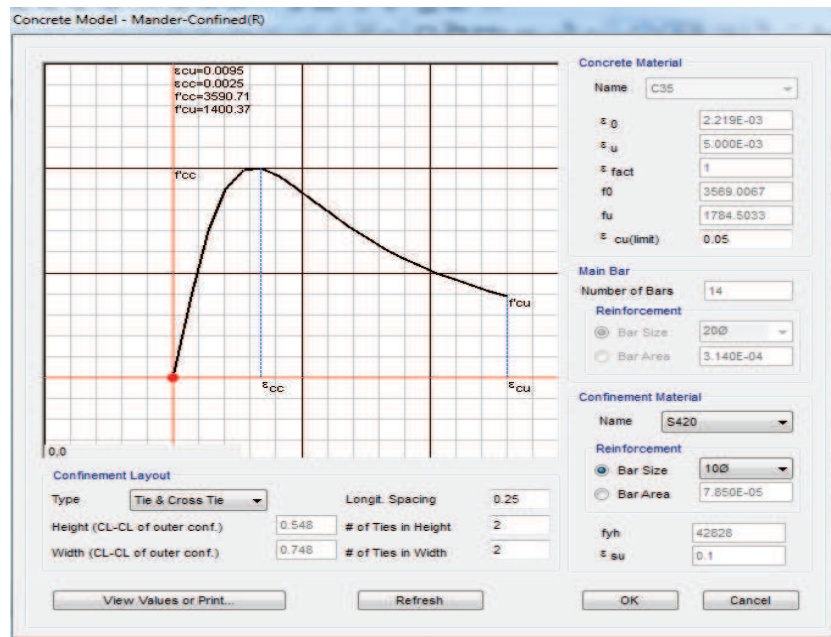 Concrete Model - Mander-Confined(R)
εcu=0.0095
εcc=0.0025
f'cc=3590.71
f'cu=1400.37
f'cc
f'cu
εcc
εcu
0,0
Confinement Layout
Type Tie & Cross Tie Longit. Spacing 0.25
Height (CL-CL of outer conf.) 0.548 # of Ties in Height 2
Width (CL-CL of outer conf.) 0.748 # of Ties in Width 2
View Values or Print... Refresh OK Cancel
Concrete Material
Name C35
ε 0 2.219E-03
ε u 5.000E-03
ε fact 1
f0 3569.0067
fu 1784.5033
ε cu(limit) 0.05
Main Bar
Number of Bars 14
Reinforcement
Bar Size 20Ø
Bar Area 3.140E-04
Confinement Material
Name S420
Reinforcement
Bar Size 10Ø
Bar Area 7.850E-05
fyh 42828
ε su 0.1